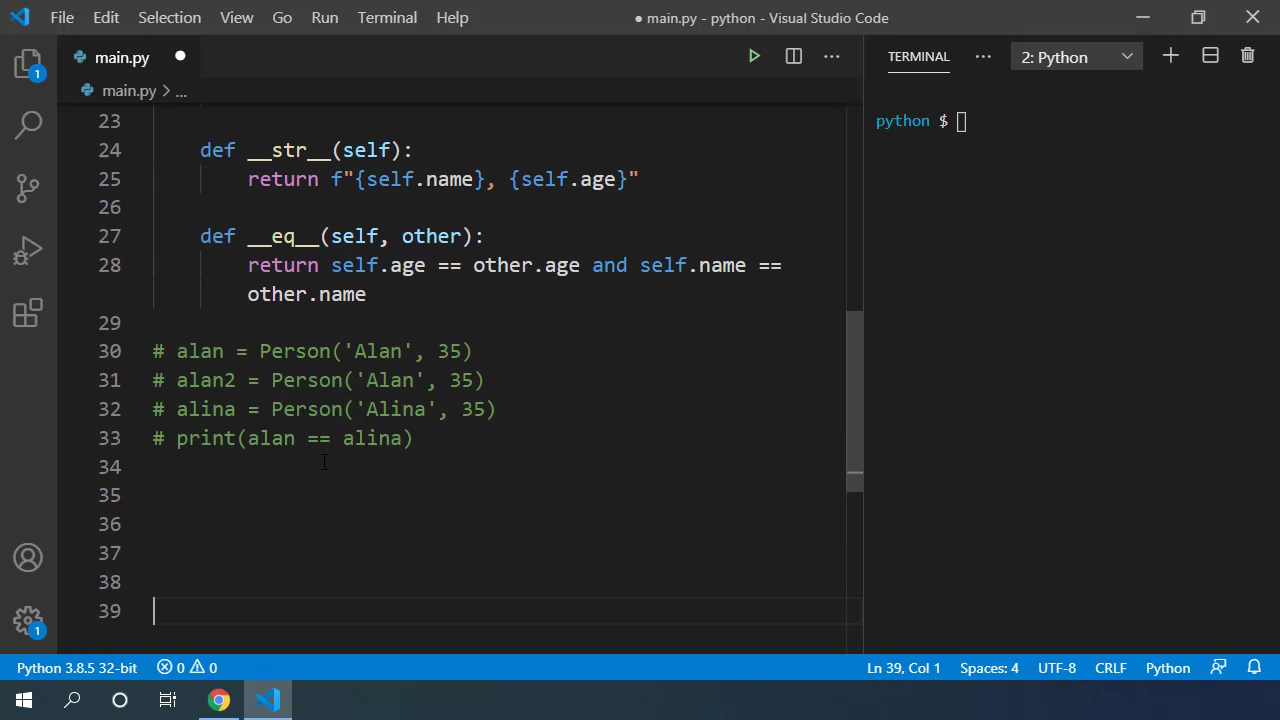 File Edit Selection View Go Run Terminal Help ● main.py - python - Visual Studio Code
main.py
TERMINAL ··· 2: Python
main.py > ...
python $
1
23
24 def __str__(self):
25 return f"{self.name}, {self.age}"
26
27 def __eq__(self, other):
28 return self.age == other.age and self.name ==
other.name
29
30 # alan = Person('Alan', 35)
31 # alan2 = Person('Alan', 35)
32 # alina = Person('Alina', 35)
33 # print(alan == alina)
34
35
36
37
38
39
1
Python 3.8.5 32-bit 0 0 Ln 39, Col 1 Spaces: 4 UTF-8 CRLF Python